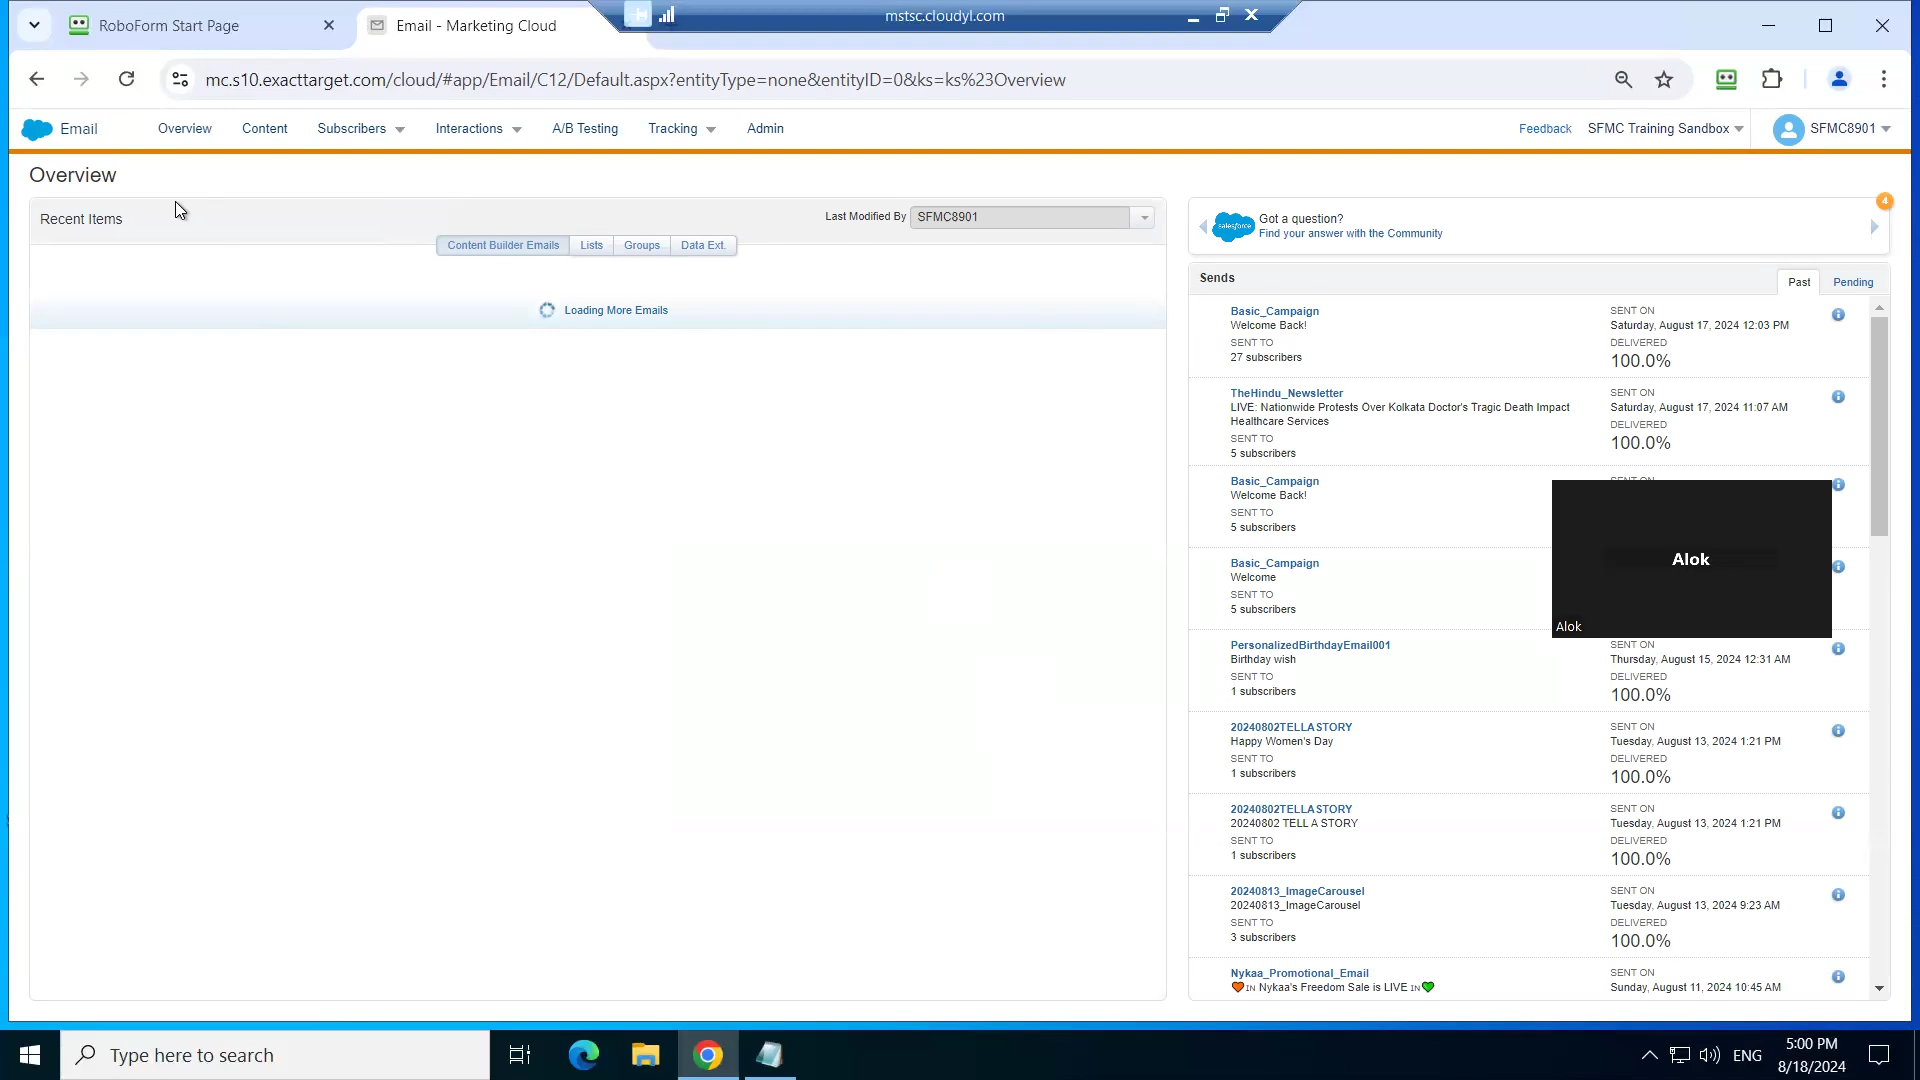 RoboForm Start Page
Email - Marketing Cloud
mstsc.cloudyl.com
mc.s10.exacttarget.com/cloud/#app/Email/C12/Default.aspx?entityType=none&entityID=0&ks=ks%23Overview
Email
Overview
Content
Subscribers
Interactions
A/B Testing
Tracking
Admin
Feedback
SFMC Training Sandbox
SFMC8901
Overview
Recent Items
Last Modified By
SFMC8901
Content Builder Emails
Lists
Groups
Data Ext.
Loading More Emails
salesforce
Got a question?
Find your answer with the Community
4
Sends
Past
Pending
Basic_Campaign
Welcome Back!
SENT TO
27 subscribers
SENT ON
Saturday, August 17, 2024 12:03 PM
DELIVERED
100.0%
TheHindu_Newsletter
LIVE: Nationwide Protests Over Kolkata Doctor's Tragic Death Impact
Healthcare Services
SENT TO
5 subscribers
SENT ON
Saturday, August 17, 2024 11:07 AM
DELIVERED
100.0%
Basic_Campaign
Welcome Back!
SENT TO
5 subscribers
Basic_Campaign
Welcome
SENT TO
5 subscribers
Alok
Alok
PersonalizedBirthdayEmail001
Birthday wish
SENT TO
1 subscribers
SENT ON
Thursday, August 15, 2024 12:31 AM
DELIVERED
100.0%
20240802TELLASTORY
Happy Women's Day
SENT TO
1 subscribers
SENT ON
Tuesday, August 13, 2024 1:21 PM
DELIVERED
100.0%
20240802TELLASTORY
20240802 TELL A STORY
SENT TO
1 subscribers
SENT ON
Tuesday, August 13, 2024 1:21 PM
DELIVERED
100.0%
20240813_ImageCarousel
20240813_ImageCarousel
SENT TO
3 subscribers
SENT ON
Tuesday, August 13, 2024 9:23 AM
DELIVERED
100.0%
Nykaa_Promotional_Email
🧡IN Nykaa's Freedom Sale is LIVE IN💚
SENT ON
Sunday, August 11, 2024 10:45 AM
Type here to search
ENG
5:00 PM
8/18/2024